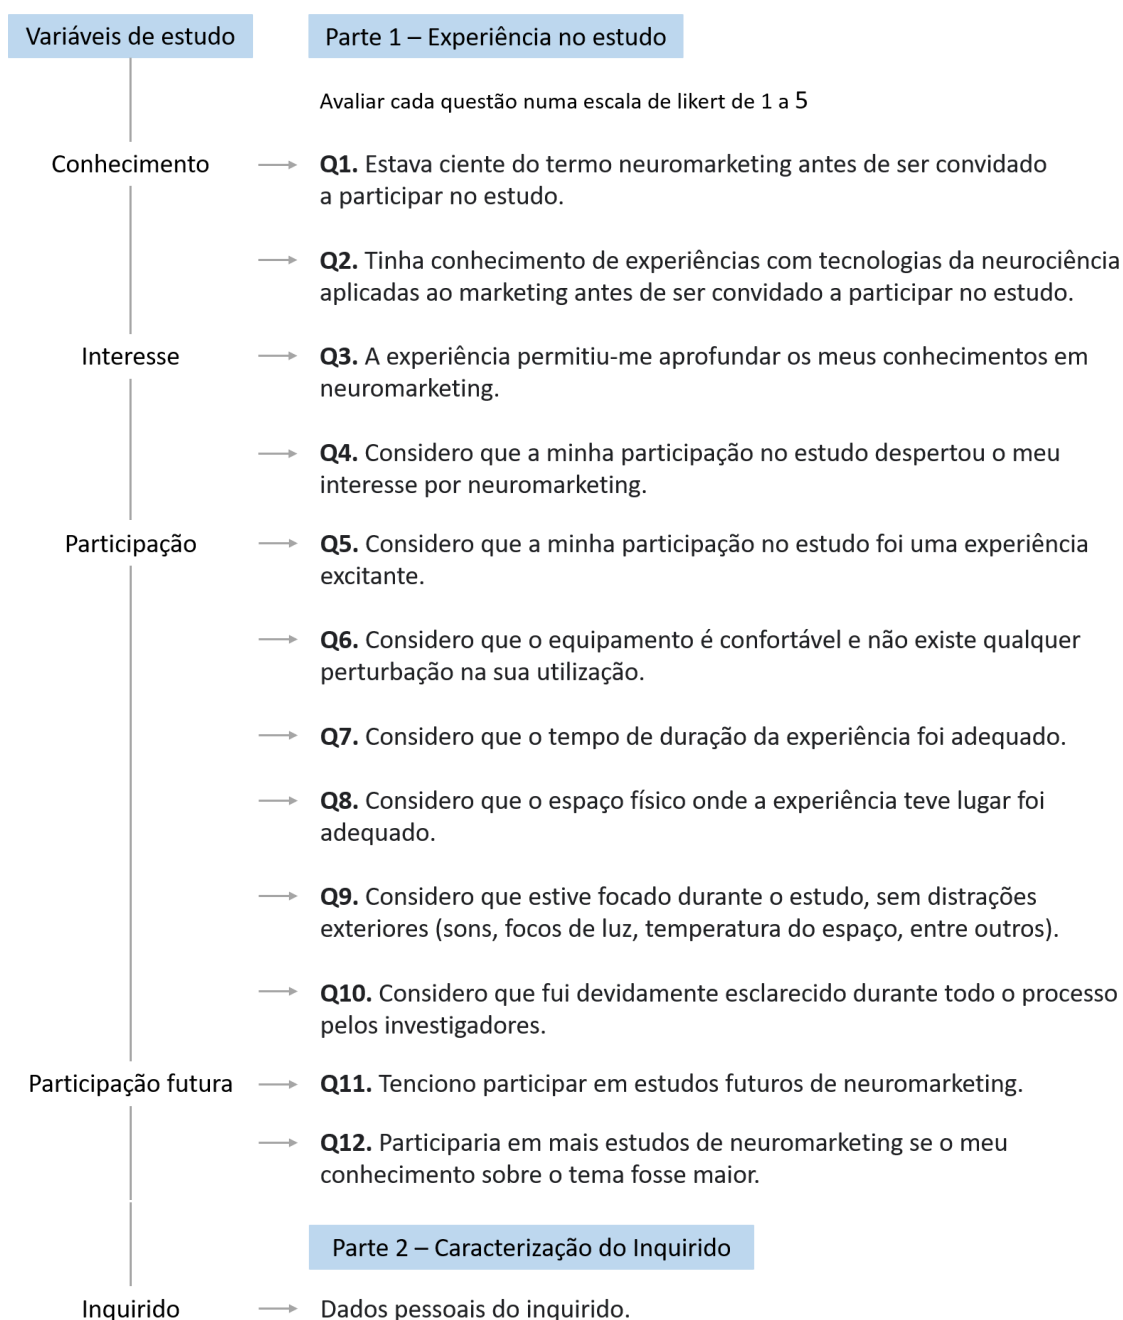 Variáveis de estudo
Parte 1 – Experiência no estudo
Avaliar cada questão numa escala de likert de 1 a 5
Conhecimento
Q1. Estava ciente do termo neuromarketing antes de ser convidado
a participar no estudo.
Q2. Tinha conhecimento de experiências com tecnologias da neurociência
aplicadas ao marketing antes de ser convidado a participar no estudo.
Interesse
Q3. A experiência permitiu-me aprofundar os meus conhecimentos em
neuromarketing.
Q4. Considero que a minha participação no estudo despertou o meu
interesse por neuromarketing.
Participação
Q5. Considero que a minha participação no estudo foi uma experiência
excitante.
Q6. Considero que o equipamento é confortável e não existe qualquer
perturbação na sua utilização.
Q7. Considero que o tempo de duração da experiência foi adequado.
Q8. Considero que o espaço físico onde a experiência teve lugar foi
adequado.
Q9. Considero que estive focado durante o estudo, sem distrações
exteriores (sons, focos de luz, temperatura do espaço, entre outros).
Q10. Considero que fui devidamente esclarecido durante todo o processo
pelos investigadores.
Participação futura
Q11. Tenciono participar em estudos futuros de neuromarketing.
Q12. Participaria em mais estudos de neuromarketing se o meu
conhecimento sobre o tema fosse maior.
Parte 2 – Caracterização do Inquirido
Inquirido
Dados pessoais do inquirido.